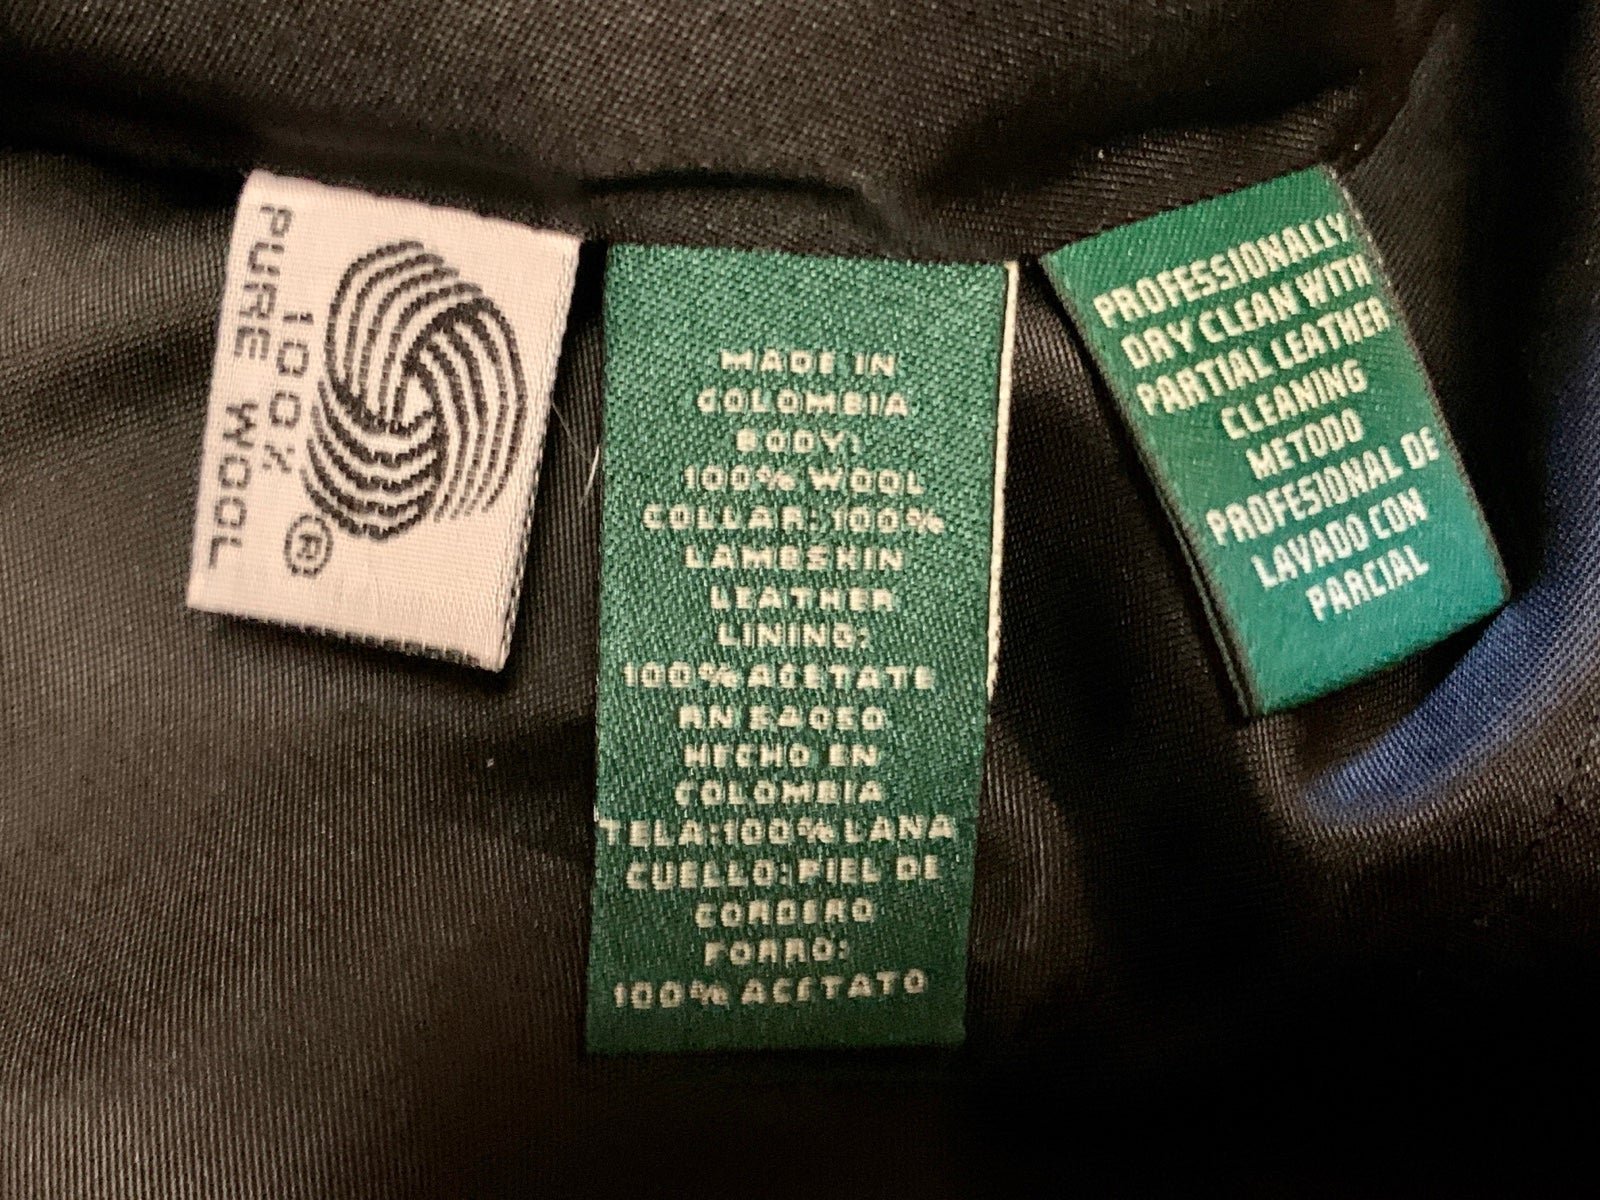 100%
PURE WOOL
®
MADE IN
COLOMBIA
BODY:
100% WOOL
COLLAR: 100%
LAMBSKIN
LEATHER
LINING:
100% ACETATE
RN
HECHO EN
COLOMBIA
TELA: 100% LANA
CUELLO: PIEL DE
CORDERO
FORRO:
100% ACETATO
PROFESSIONALLY
DRY CLEAN WITH
PARTIAL LEATHER
CLEANING
METODO
PROFESIONAL DE
LAVADO CON
PARCIAL